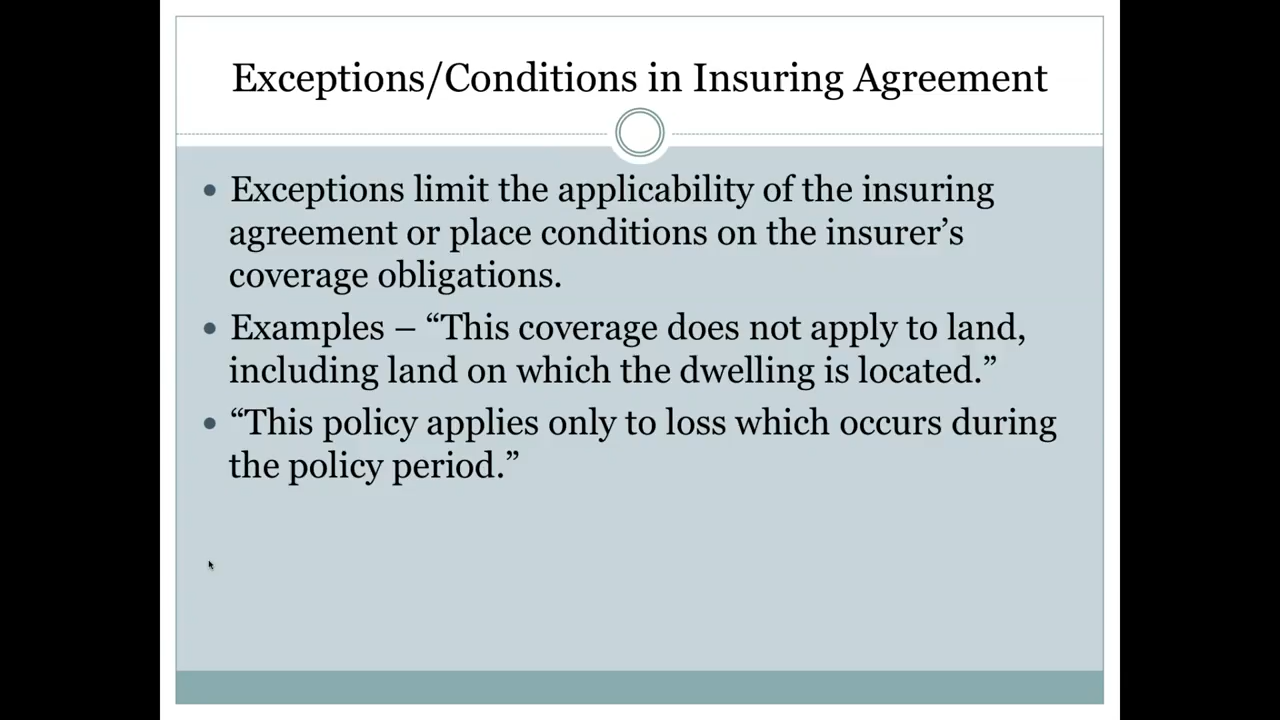 Exceptions/Conditions in Insuring Agreement
• Exceptions limit the applicability of the insuring
agreement or place conditions on the insurer’s
coverage obligations.
• Examples – “This coverage does not apply to land,
including land on which the dwelling is located.”
• “This policy applies only to loss which occurs during
the policy period.”